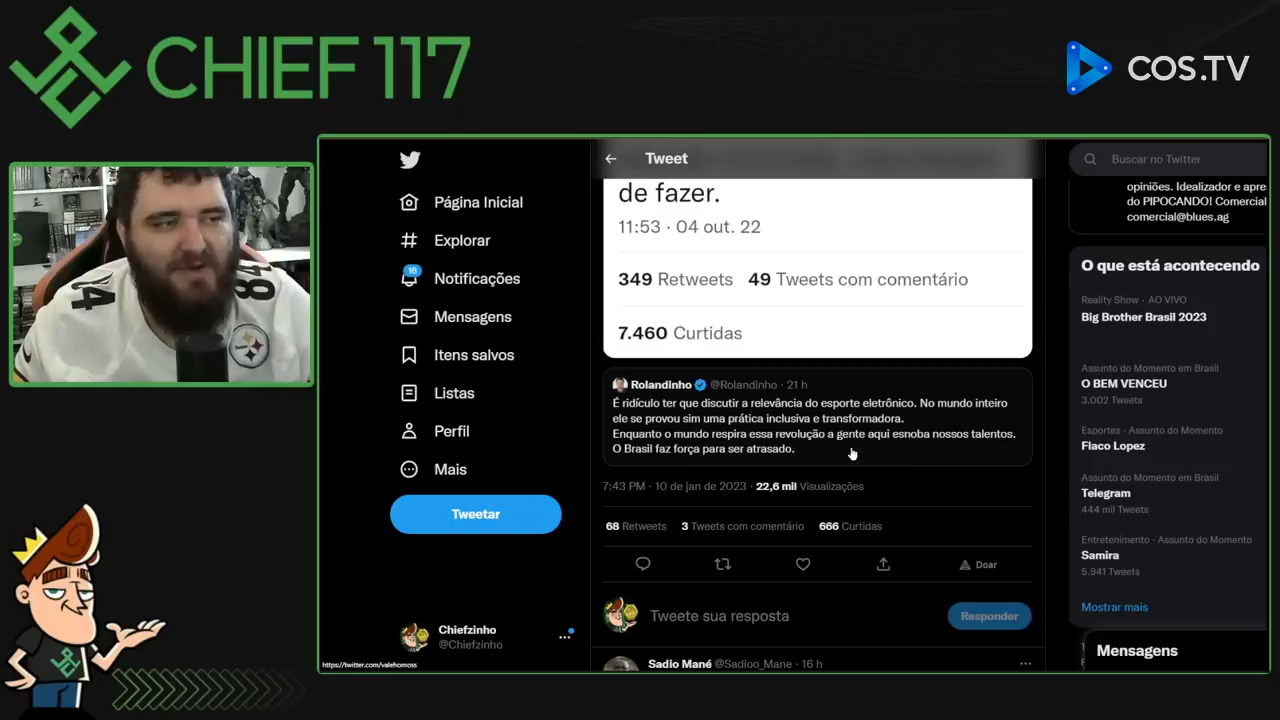 CHIEF 117
COS.TV
Página Inicial
Explorar
16
Notificações
Mensagens
Itens salvos
Listas
Perfil
Mais
Tweetar
Chiefzinho
@Chiefzinho
https://twitter.com/valehomoss
Tweet
de fazer.
11:53 · 04 out. 22
349 Retweets 49 Tweets com comentário
7.460 Curtidas
Rolandinho @Rolandinho · 21 h
É ridículo ter que discutir a relevância do esporte eletrônico. No mundo inteiro
ele se provou sim uma prática inclusiva e transformadora.
Enquanto o mundo respira essa revolução a gente aqui esnoba nossos talentos.
O Brasil faz força para ser atrasado.
7:43 PM · 10 de jan de 2023 · 22,6 mil Visualizações
68 Retweets 3 Tweets com comentário 666 Curtidas
Doar
Tweete sua resposta
Responder
Sadio Mané @Sadioo_Mane · 16 h
Buscar no Twitter
opiniões. Idealizador e apre
do PIPOCANDO! Comercial
comercial@blues.ag
O que está acontecendo
Reality Show · AO VIVO
Big Brother Brasil 2023
Assunto do Momento em Brasil
O BEM VENCEU
3.002 Tweets
Esportes · Assunto do Momento
Flaco Lopez
Assunto do Momento em Brasil
Telegram
444 mil Tweets
Entretenimento · Assunto do Momento
Samira
5.941 Tweets
Mostrar mais
Mensagens